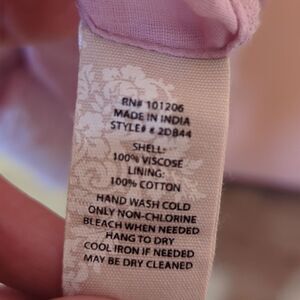 RN# 101206
MADE IN INDIA
STYLE# # 2D844
SHELL:
100% VISCOSE
LINING:
100% COTTON
HAND WASH COLD
ONLY NON-CHLORINE
BLEACH WHEN NEEDED
HANG TO DRY
COOL IRON IF NEEDED
MAY BE DRY CLEANED